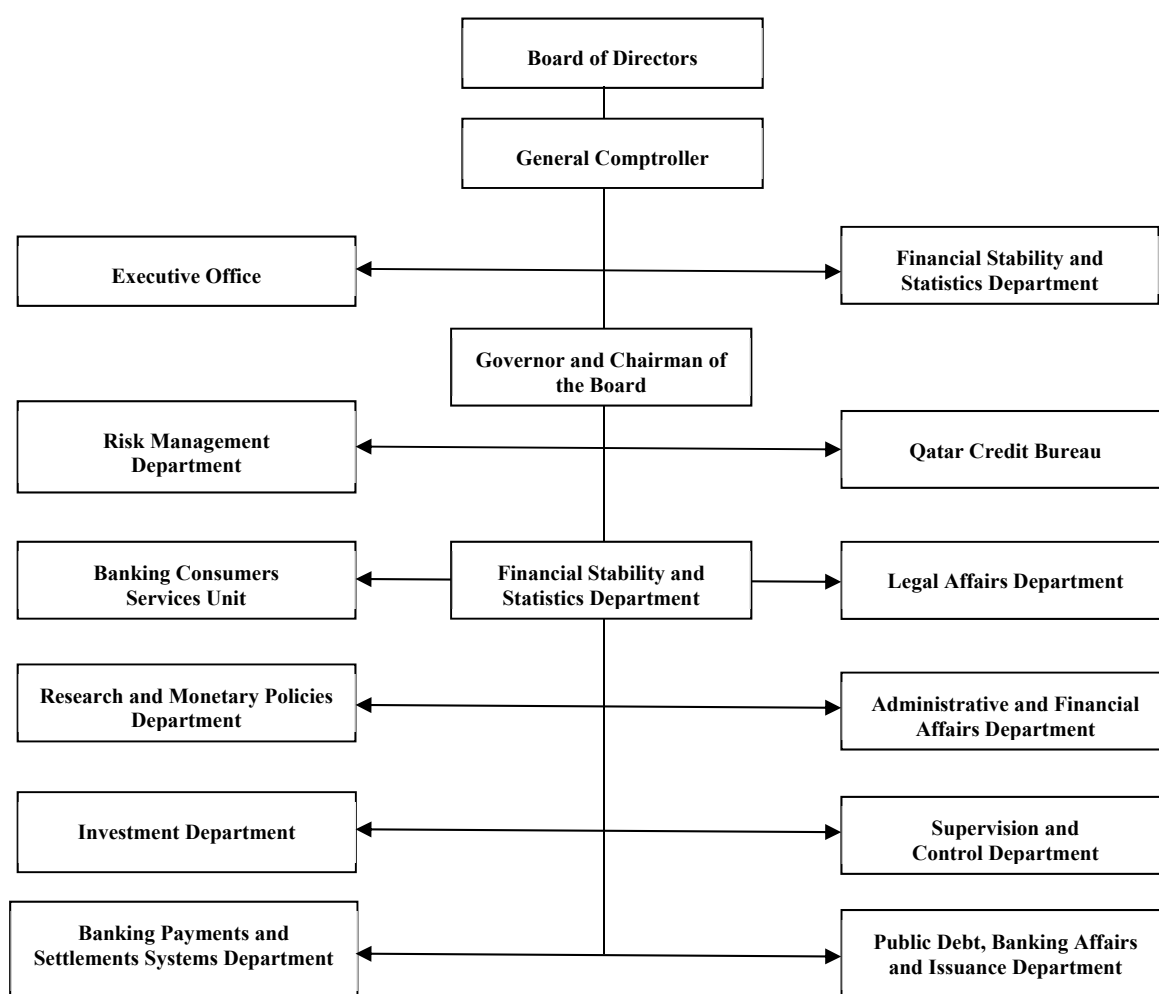 Board of Directors
General Comptroller
Executive Office
Financial Stability and
Statistics Department
Governor and Chairman of
the Board
Risk Management
Department
Qatar Credit Bureau
Banking Consumers
Services Unit
Financial Stability and
Statistics Department
Legal Affairs Department
Research and Monetary Policies
Department
Administrative and Financial
Affairs Department
Investment Department
Supervision and
Control Department
Banking Payments and
Settlements Systems Department
Public Debt, Banking Affairs
and Issuance Department